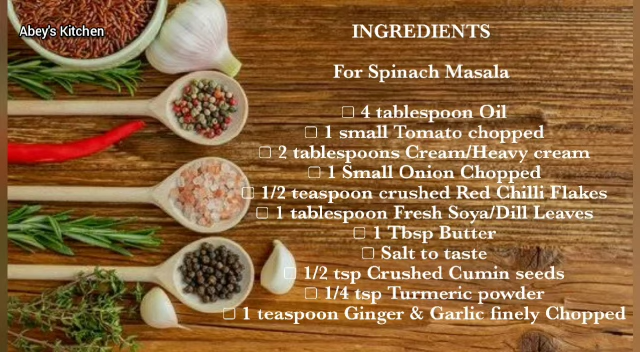 Abey's Kitchen
INGREDIENTS
For Spinach Masala
☐ 4 tablespoon Oil
☐ 1 small Tomato chopped
☐ 2 tablespoons Cream/Heavy cream
☐ 1 Small Onion Chopped
☐ 1/2 teaspoon crushed Red Chilli Flakes
☐ 1 tablespoon Fresh Soya/Dill Leaves
☐ 1 Tbsp Butter
☐ Salt to taste
☐ 1/2 tsp Crushed Cumin seeds
☐ 1/4 tsp Turmeric powder
☐ 1 teaspoon Ginger & Garlic finely Chopped